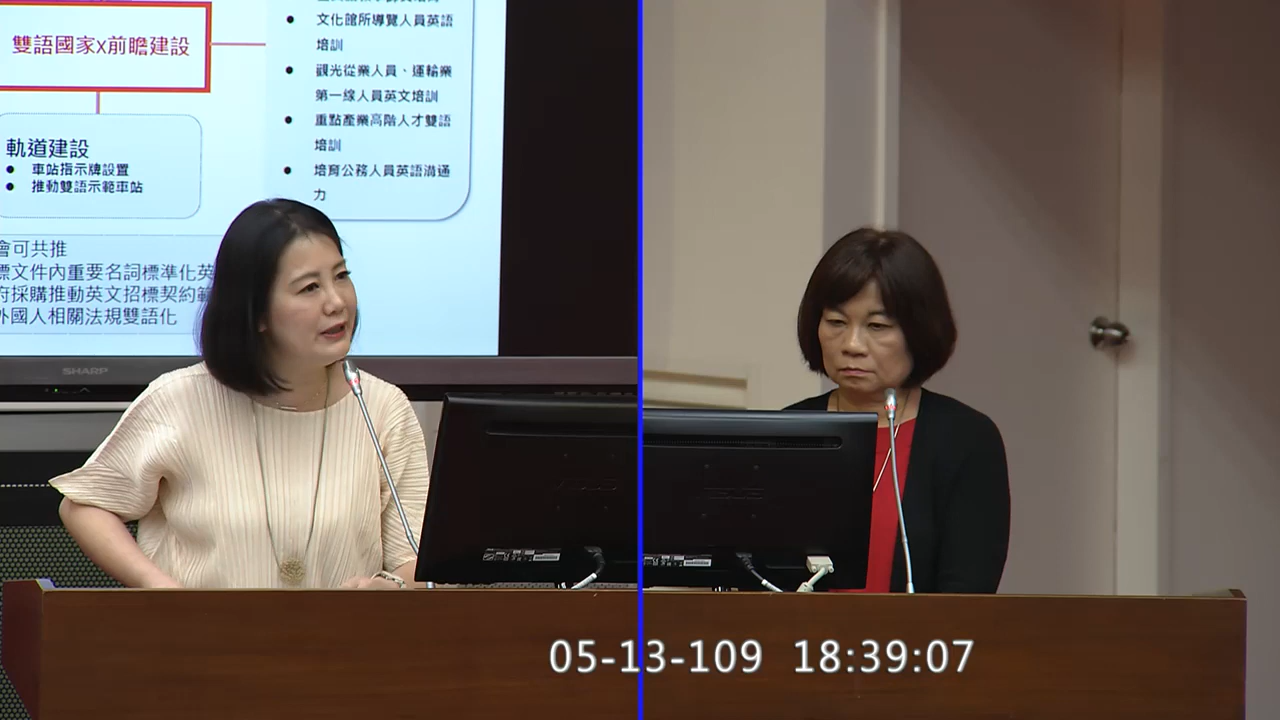 雙語國家x前瞻建設
軌道建設
● 車站指示牌設置
● 推動雙語示範車站
● 文化館所導覽人員英語
培訓
● 觀光從業人員、運輸業
第一線人員英文培訓
● 重點產業高階人才雙語
培訓
● 培育公務人員英語溝通
力
會可共推
標文件內重要名詞標準化英
府採購推動英文招標契約範
外國人相關法規雙語化
SHARP
05-13-109 18:39:07